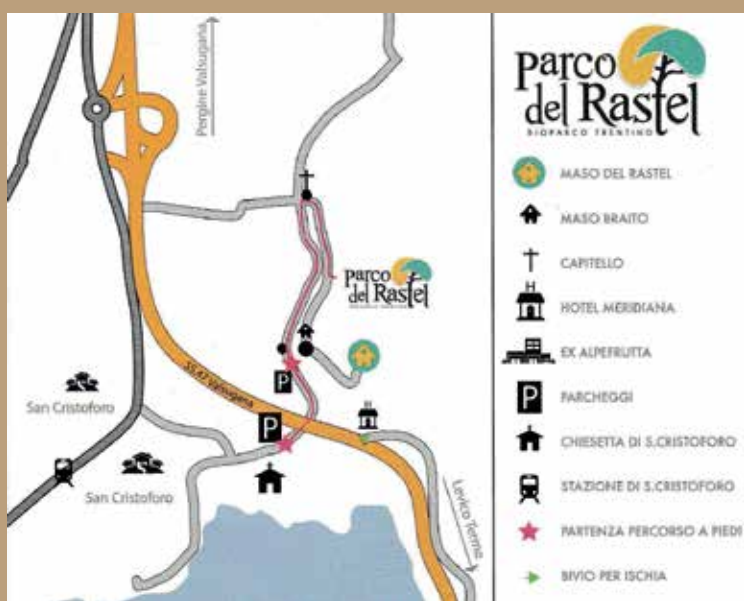 Pergine Valsugana
Parco
del Rastel
SS.47 Valsugana
P
San Cristoforo
H
P
San Cristoforo
Levico Terme
Parco
del Rastel
BIOPARCO TRENTINO
MASO DEL RASTEL
MASO BRAITO
CAPITELLO
H
HOTEL MERIDIANA
EX ALPEFRUTTA
P
PARCHEGGI
CHIESETTA DI S.CRISTOFORO
STAZIONE DI S.CRISTOFORO
PARTENZA PERCORSO A PIEDI
BIVIO PER ISCHIA